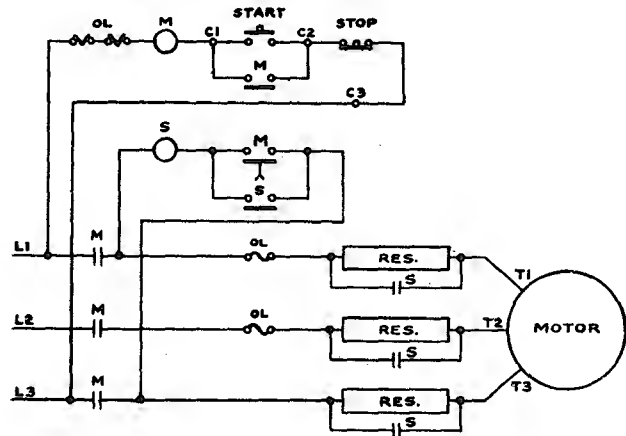 START
OL M C1 C2 STOP
M
C3
S
M
S
L1 M OL RES. T1
S
L2 M OL RES. T2 MOTOR
S
L3 M RES. T3
S